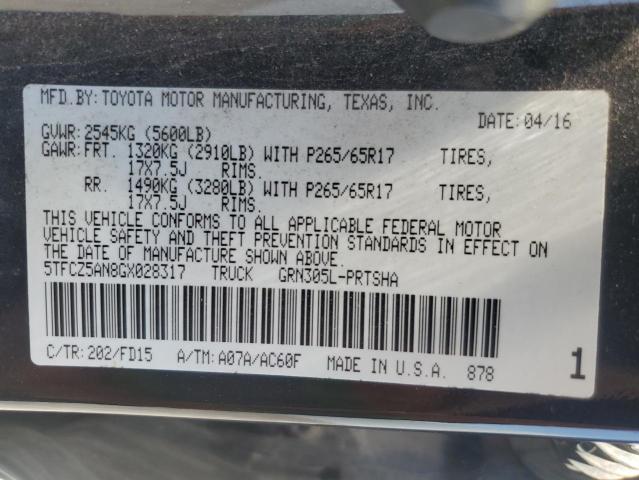 MFD.BY:TOYOTA MOTOR MANUFACTURING, TEXAS, INC.
DATE:04/16
GVWR:2545KG (5600LB)
GAWR:FRT. 1320KG (2910LB) WITH P265/65R17 TIRES,
17X7.5J RIMS.
RR. 1490KG (3280LB) WITH P265/65R17 TIRES,
17X7.5J RIMS.
THIS VEHICLE CONFORMS TO ALL APPLICABLE FEDERAL MOTOR
VEHICLE SAFETY AND THEFT PREVENTION STANDARDS IN EFFECT ON
THE DATE OF MANUFACTURE SHOWN ABOVE.
5TFCZ5AN8GX028317 TRUCK GRN305L-PRTSHA
C/TR:202/FD15 A/TM:A07A/AC60F MADE IN U.S.A. 878 1